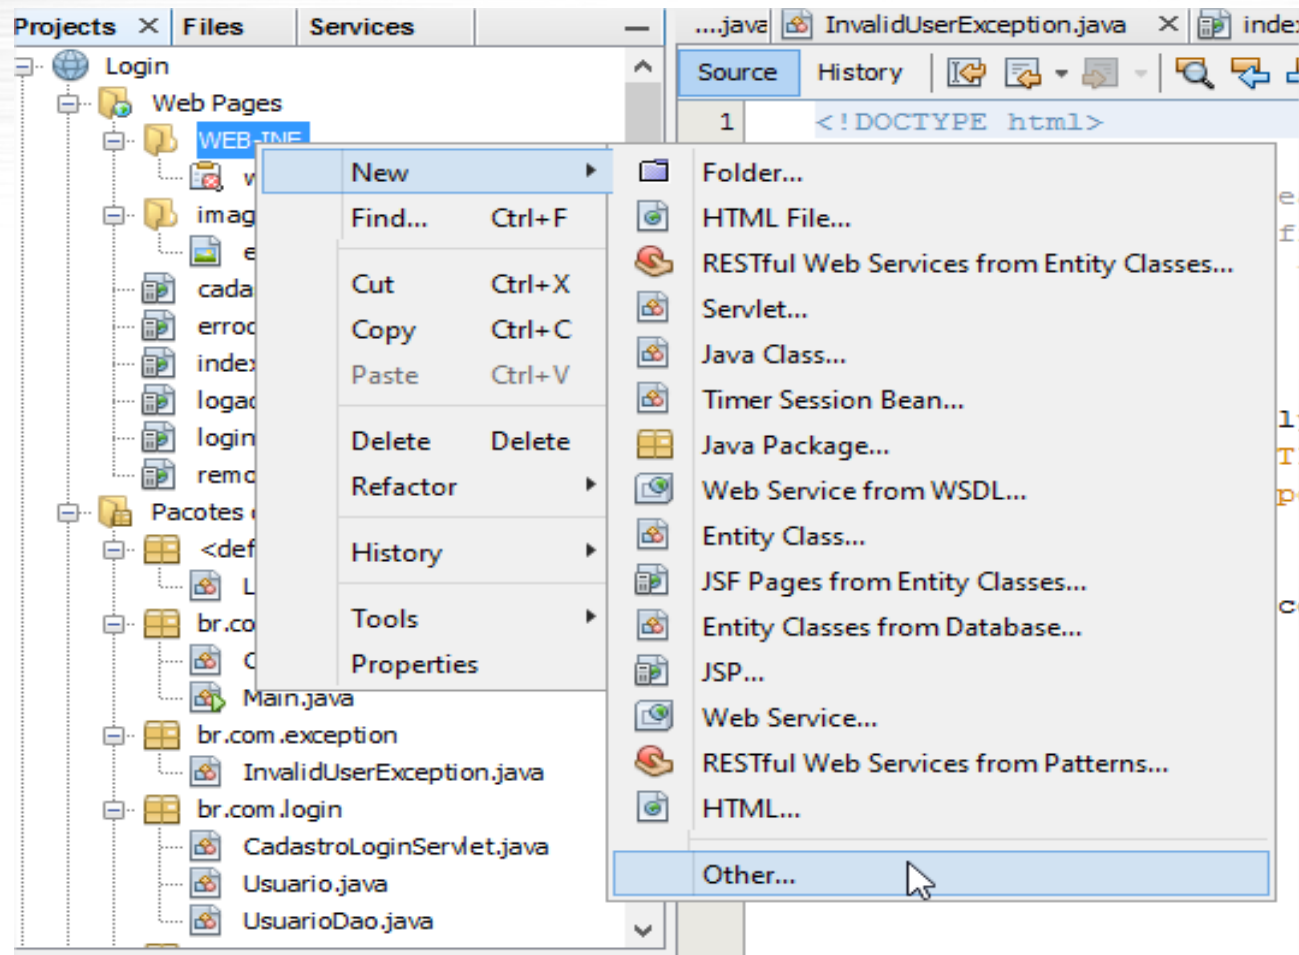 Projects Files Services
....java InvalidUserException.java
Source History
1 <!DOCTYPE html>
Login
Web Pages
WEB-INF
New
Find... Ctrl+F
Cut Ctrl+X
Copy Ctrl+C
Paste Ctrl+V
Delete Delete
Refactor
History
Tools
Properties
Folder...
HTML File...
RESTful Web Services from Entity Classes...
Servlet...
Java Class...
Timer Session Bean...
Java Package...
Web Service from WSDL...
Entity Class...
JSF Pages from Entity Classes...
Entity Classes from Database...
JSP...
Web Service...
RESTful Web Services from Patterns...
HTML...
Other...
imag
cada
index
login
Pacotes
<def
br.co
Main.java
br.com.exception
InvalidUserException.java
br.com.login
CadastroLoginServlet.java
Usuario.java
UsuarioDao.java